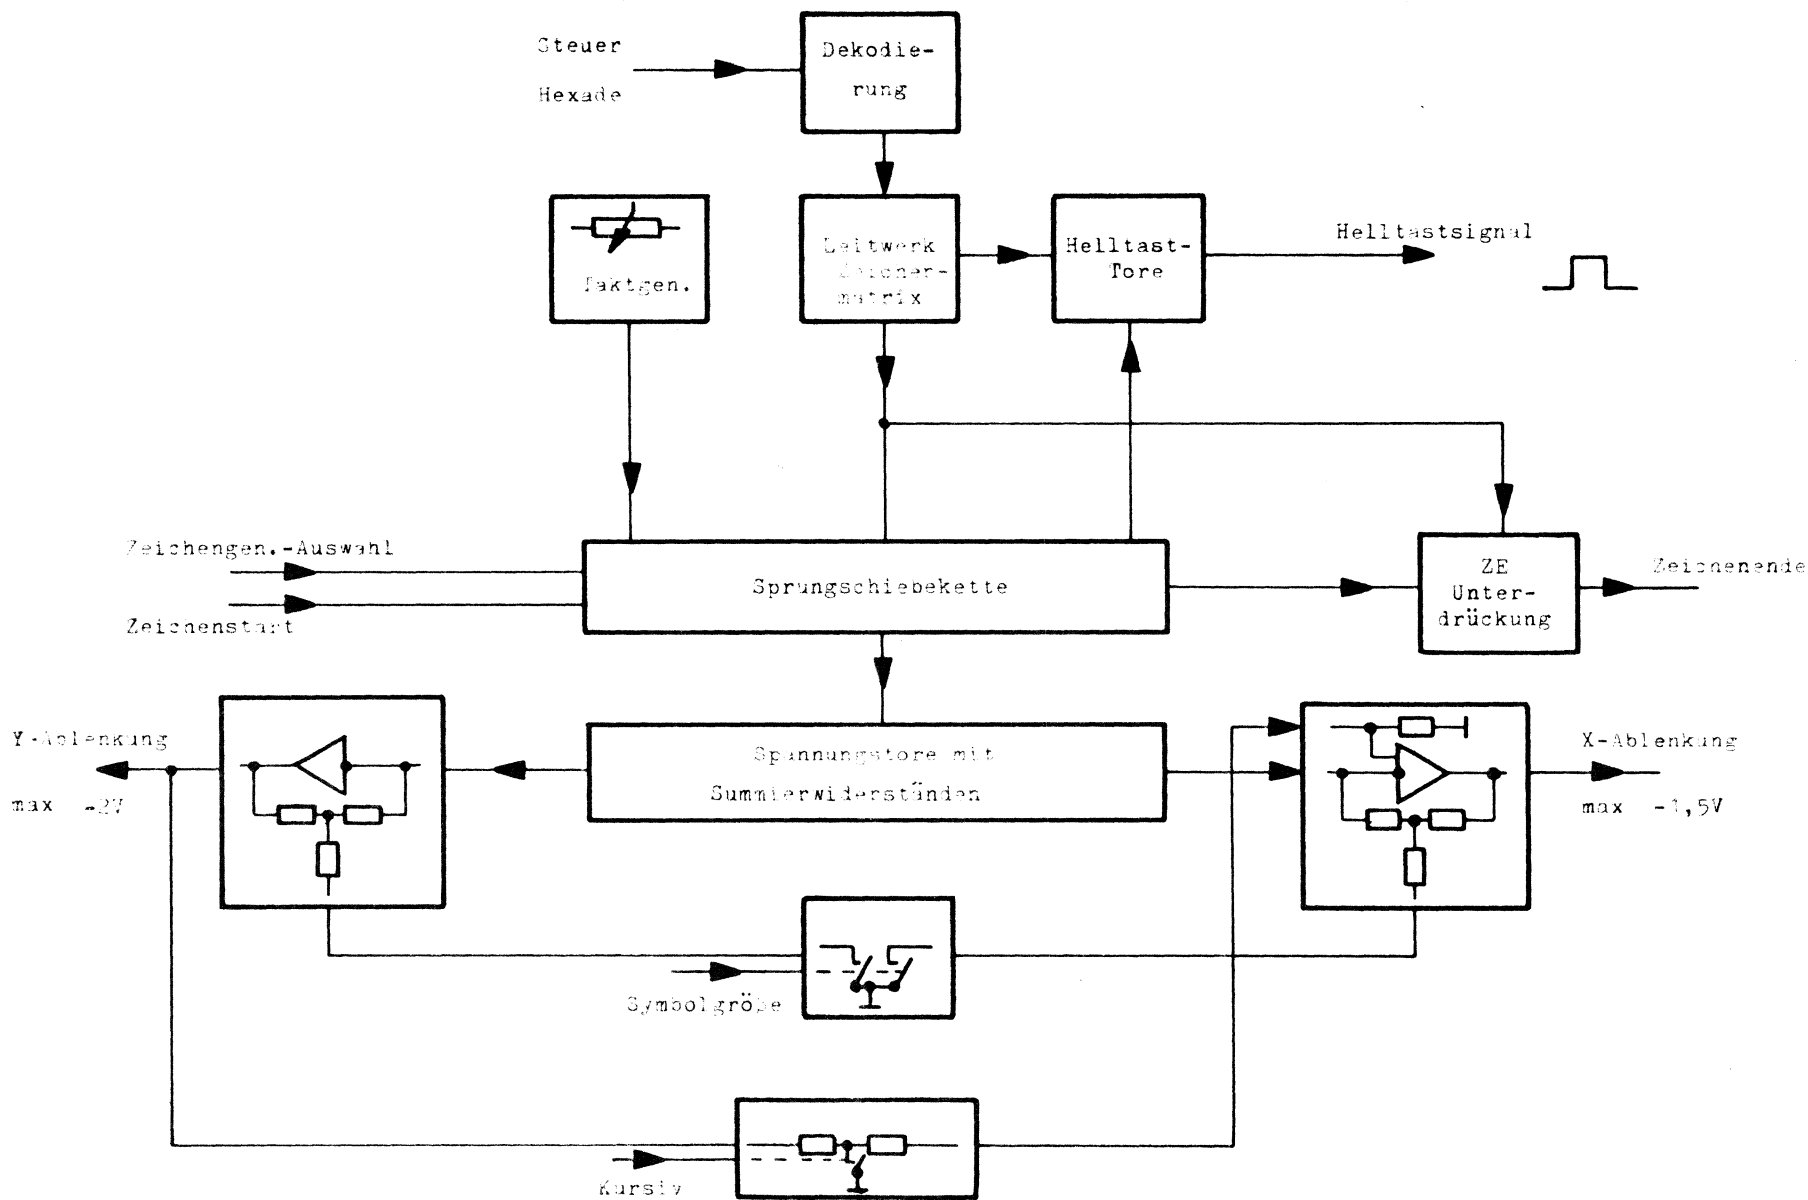 Steuer
Hexade
Dekodie-
rung
Taktgen.
Leitwerk
Zeichen-
matrix
Helltast-
Tore
Helltastsignal
Zeichengen.-Auswahl
Zeichenstart
Sprungschiebekette
ZE
Unter-
drückung
Zeichenende
Y-Ablenkung
max -2V
Spannungstore mit
Summierwiderständen
X-Ablenkung
max -1,5V
Symbolgröße
Kursiv